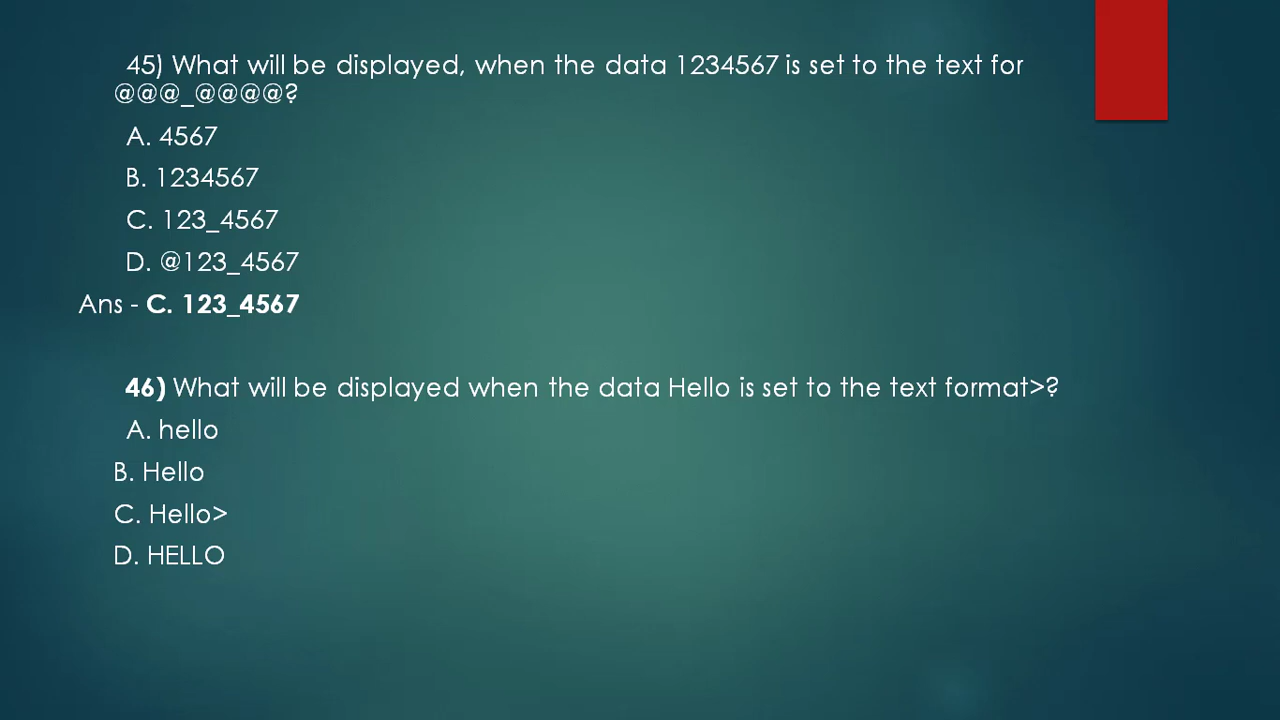 45) What will be displayed, when the data 1234567 is set to the text for
@@@_@@@@?
A. 4567
B. 1234567
C. 123_4567
D. @123_4567
Ans - C. 123_4567
46) What will be displayed when the data Hello is set to the text format>?
A. hello
B. Hello
C. Hello>
D. HELLO